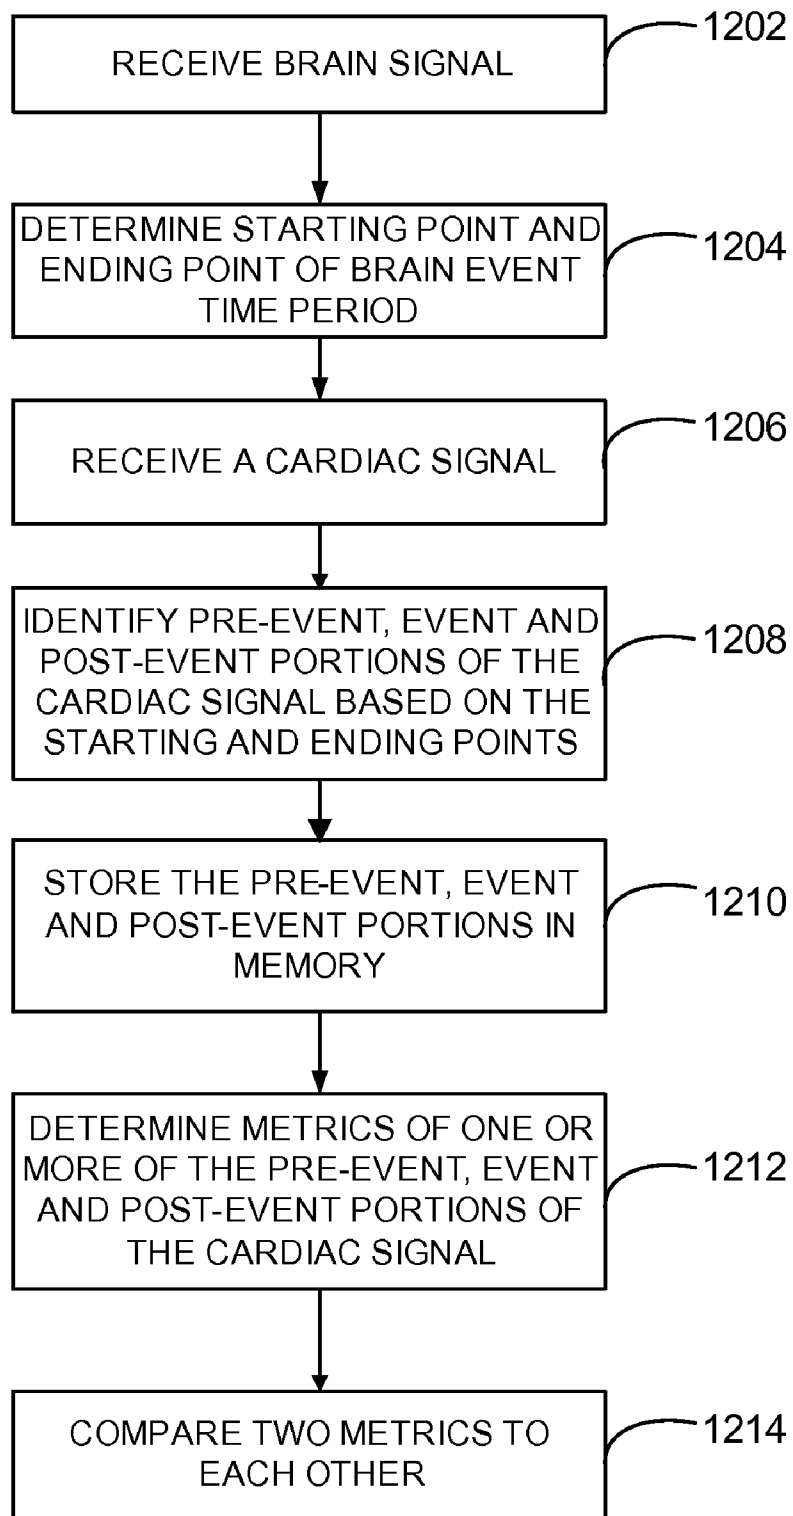 RECEIVE BRAIN SIGNAL
1202
DETERMINE STARTING POINT AND
ENDING POINT OF BRAIN EVENT
TIME PERIOD
1204
RECEIVE A CARDIAC SIGNAL
1206
IDENTIFY PRE-EVENT, EVENT AND
POST-EVENT PORTIONS OF THE
CARDIAC SIGNAL BASED ON THE
STARTING AND ENDING POINTS
1208
STORE THE PRE-EVENT, EVENT
AND POST-EVENT PORTIONS IN
MEMORY
1210
DETERMINE METRICS OF ONE OR
MORE OF THE PRE-EVENT, EVENT
AND POST-EVENT PORTIONS OF
THE CARDIAC SIGNAL
1212
COMPARE TWO METRICS TO
EACH OTHER
1214